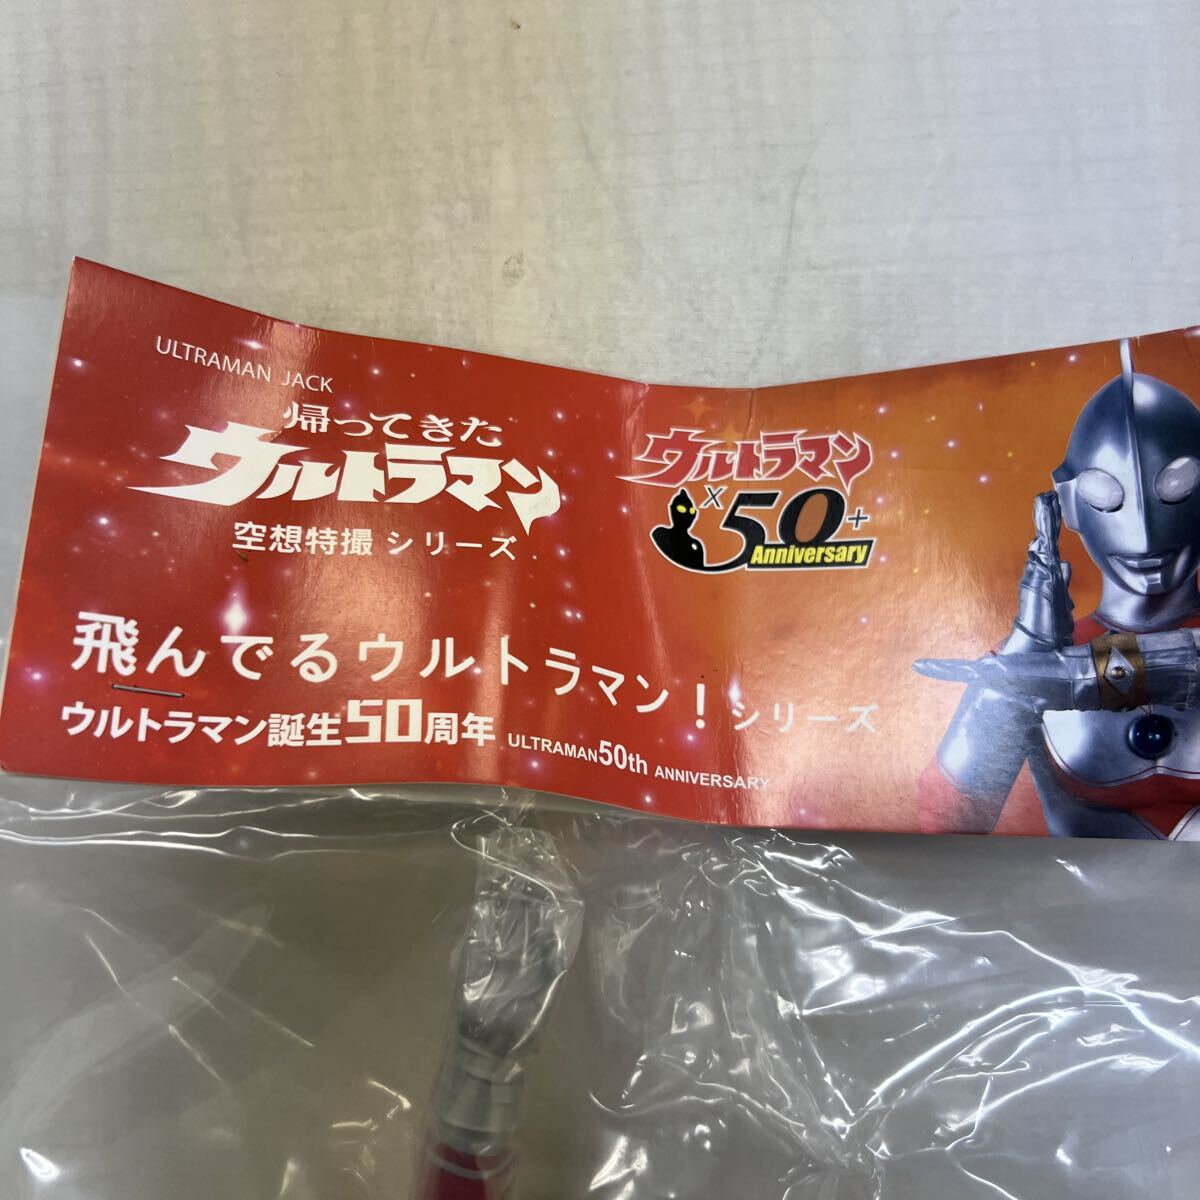 ULTRAMAN JACK
帰ってきた
ウルトラマン
空想特撮 シリーズ
ウルトラマン
×50+
Anniversary
飛んでるウルトラマン!シリーズ
ウルトラマン誕生50周年 ULTRAMAN50th ANNIVERSARY